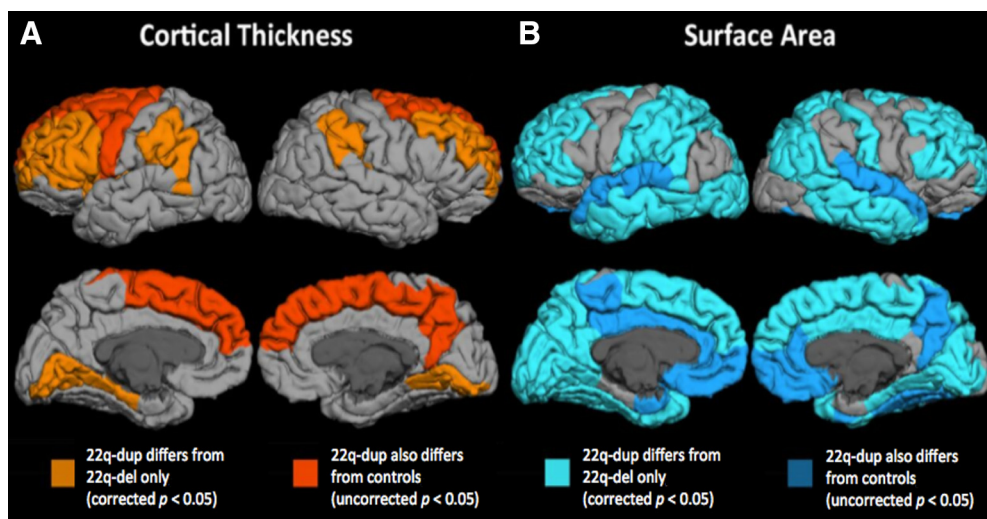 A Cortical Thickness
B Surface Area
22q-dup differs from
22q-del only
(corrected p < 0.05)
22q-dup also differs
from controls
(uncorrected p < 0.05)
22q-dup differs from
22q-del only
(corrected p < 0.05)
22q-dup also differs
from controls
(uncorrected p < 0.05)